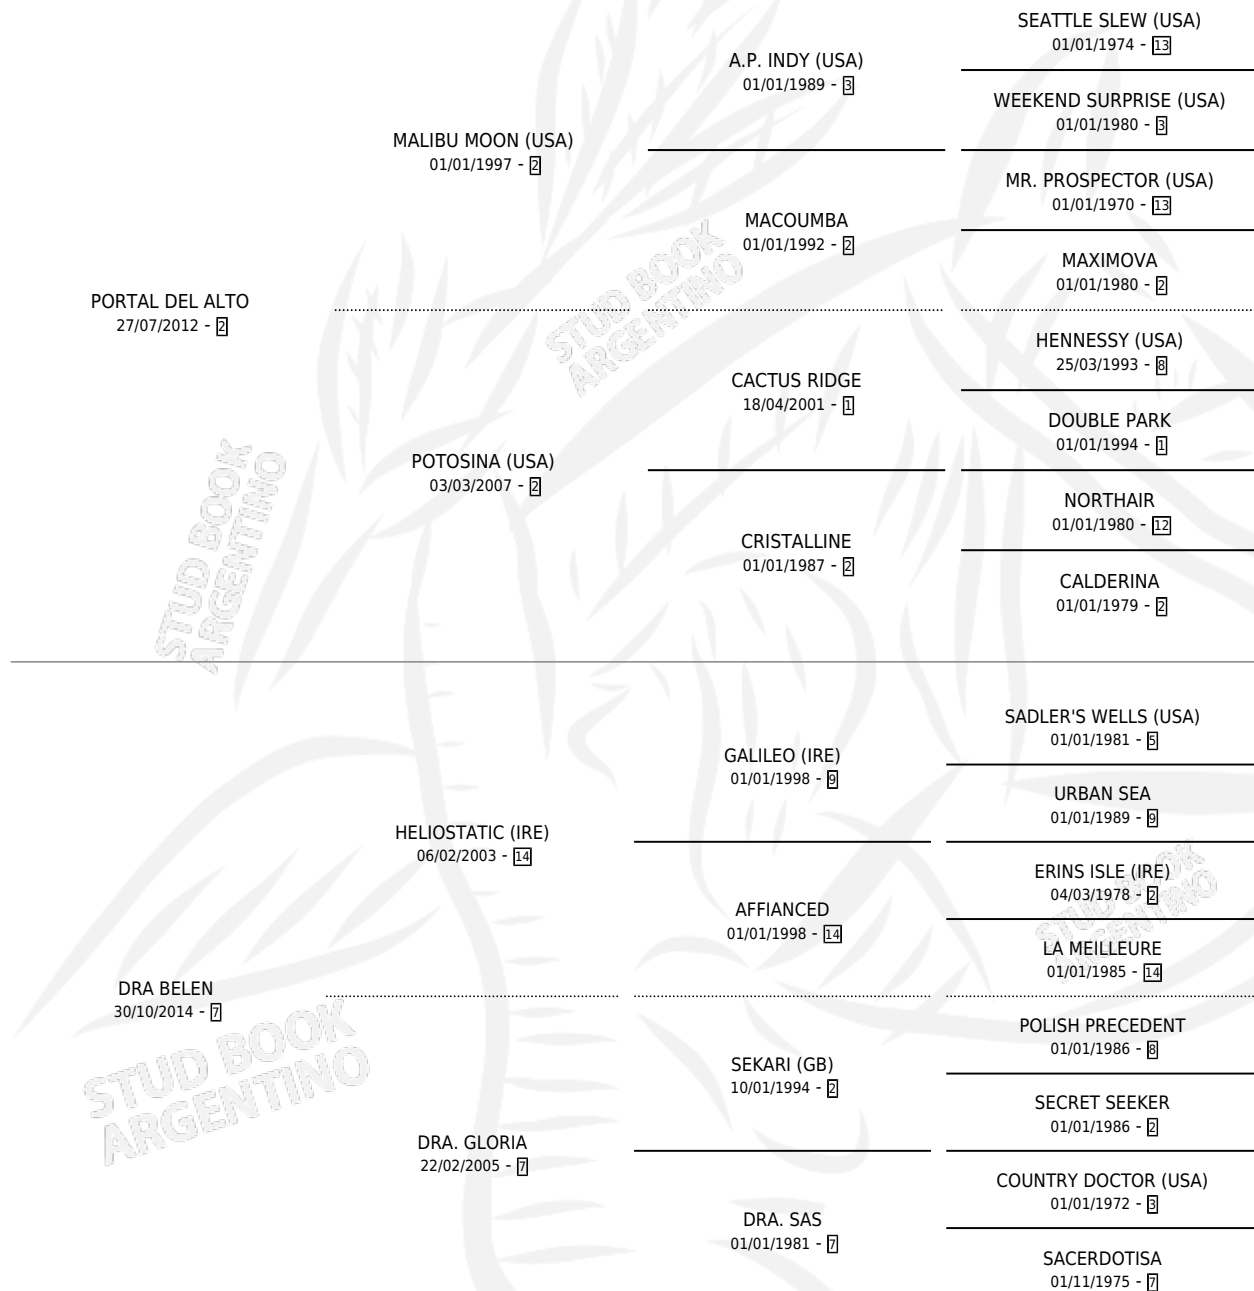 SEATTLE SLEW (USA)
01/01/1974 - 13
A.P. INDY (USA)
01/01/1989 - 3
WEEKEND SURPRISE (USA)
01/01/1980 - 3
MALIBU MOON (USA)
01/01/1997 - 2
MR. PROSPECTOR (USA)
01/01/1970 - 13
MACOUMBA
01/01/1992 - 2
MAXIMOVA
01/01/1980 - 2
PORTAL DEL ALTO
27/07/2012 - 2
HENNESSY (USA)
25/03/1993 - 8
CACTUS RIDGE
18/04/2001 - 1
DOUBLE PARK
01/01/1994 - 1
POTOSINA (USA)
03/03/2007 - 2
NORTHAIR
01/01/1980 - 12
CRISTALLINE
01/01/1987 - 2
CALDERINA
01/01/1979 - 2
SADLER'S WELLS (USA)
01/01/1981 - 5
GALILEO (IRE)
01/01/1998 - 9
URBAN SEA
01/01/1989 - 9
HELIOSTATIC (IRE)
06/02/2003 - 14
ERINS ISLE (IRE)
04/03/1978 - 2
AFFIANCED
01/01/1998 - 14
LA MEILLEURE
01/01/1985 - 14
DRA BELEN
30/10/2014 - 7
POLISH PRECEDENT
01/01/1986 - 8
SEKARI (GB)
10/01/1994 - 2
SECRET SEEKER
01/01/1986 - 2
DRA. GLORIA
22/02/2005 - 7
COUNTRY DOCTOR (USA)
01/01/1972 - 3
DRA. SAS
01/01/1981 - 7
SACERDOTISA
01/11/1975 - 7
STUD BOOK
ARGENTINO
STUD BOOK
ARGENTINO
STUD BOOK
ARGENTINO
STUD BOOK
ARGENTINO